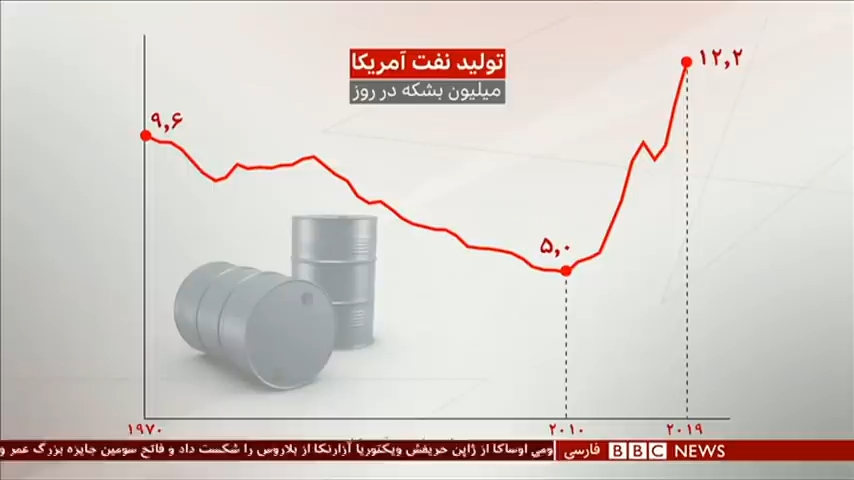 تولید نفت آمریکا
میلیون بشکه در روز
۱۲٫۲
۹٫۶
۵٫۰
۱۹۷۰
۲۰۱۰
۲۰۱۹
ومی اوساکا از ژاپن حریفش ویکتوریا آزارنکا از بلاروس را شکست داد و فاتح سومین جایزه بزرگ عمر و
فارسی BBC NEWS